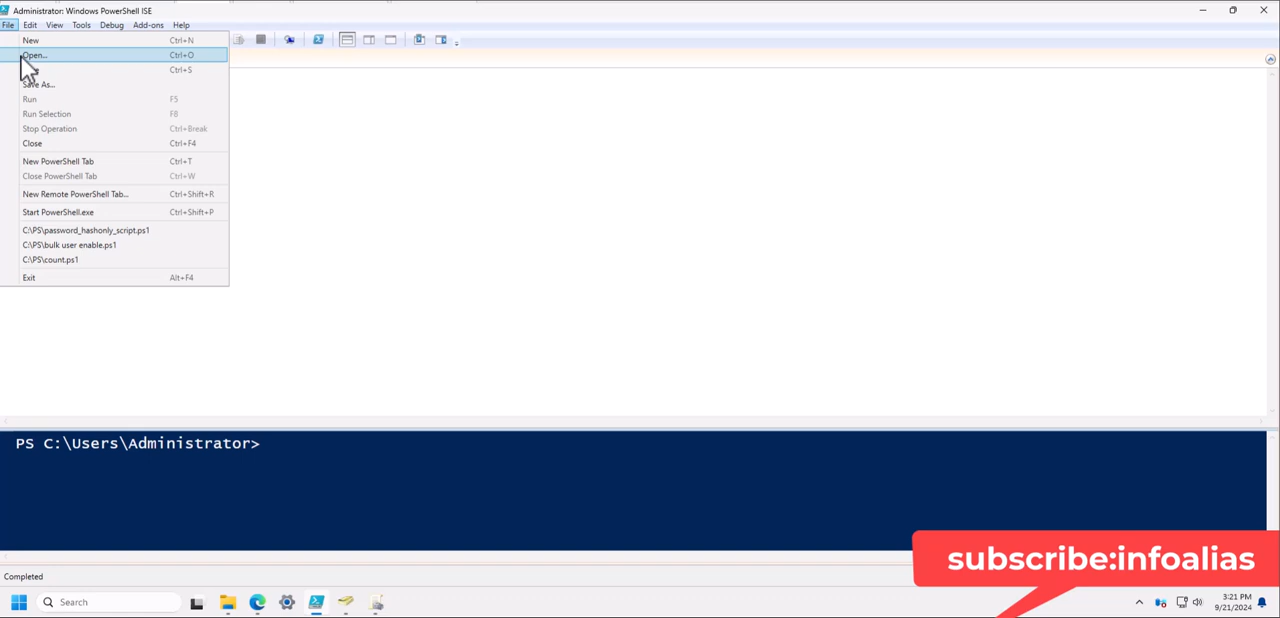 Administrator: Windows PowerShell ISE
File Edit View Tools Debug Add-ons Help
New Ctrl+N
Open... Ctrl+O
Ctrl+S
Save As...
Run F5
Run Selection F8
Stop Operation Ctrl+Break
Close Ctrl+F4
New PowerShell Tab Ctrl+T
Close PowerShell Tab Ctrl+W
New Remote PowerShell Tab... Ctrl+Shift+R
Start PowerShell.exe Ctrl+Shift+P
C:\PS\password_hashonly_script.ps1
C:\PS\bulk user enable.ps1
C:\PS\count.ps1
Exit Alt+F4
PS C:\Users\Administrator>
subscribe:infoalias
Completed
Search
3:21 PM
9/21/2024